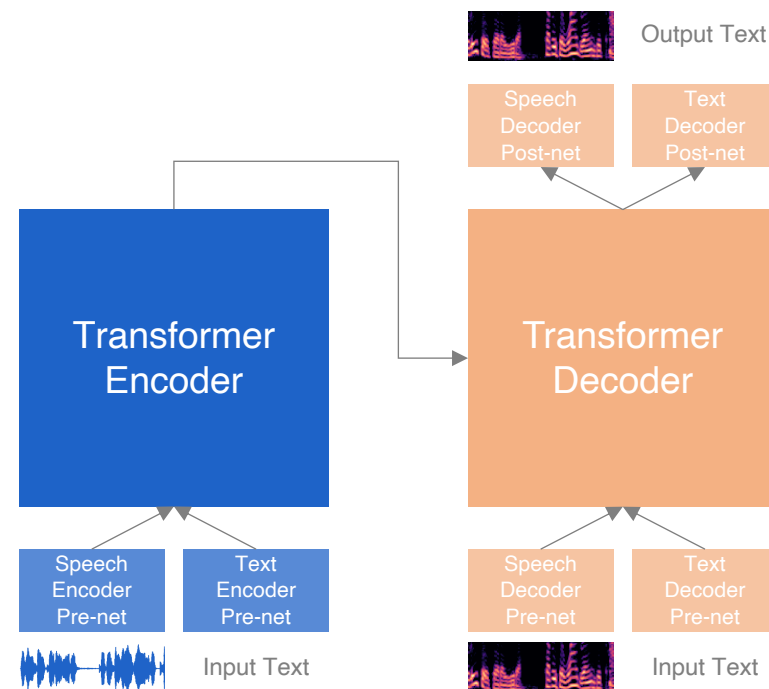 Output Text
Speech
Decoder
Post-net
Text
Decoder
Post-net
Transformer
Encoder
Transformer
Decoder
Speech
Encoder
Pre-net
Text
Encoder
Pre-net
Speech
Decoder
Pre-net
Text
Decoder
Pre-net
Input Text
Input Text